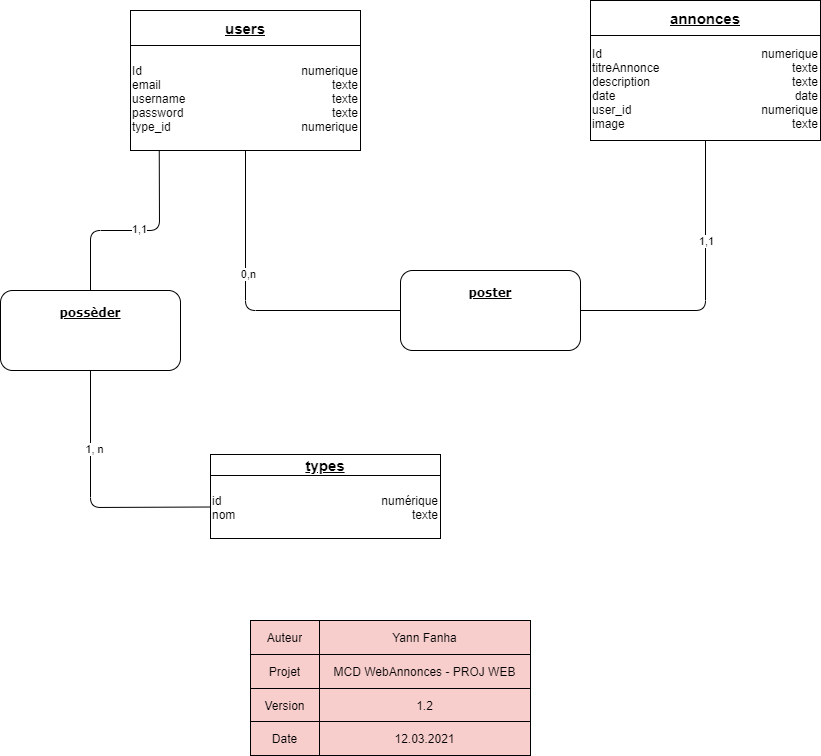 users
Id numerique
email texte
username texte
password texte
type_id numerique
annonces
Id numerique
titreAnnonce texte
description texte
date date
user_id numerique
image texte
1,1
0,n
1,1
possèder
poster
1, n
types
id numérique
nom texte
Auteur Yann Fanha
Projet MCD WebAnnonces - PROJ WEB
Version 1.2
Date 12.03.2021